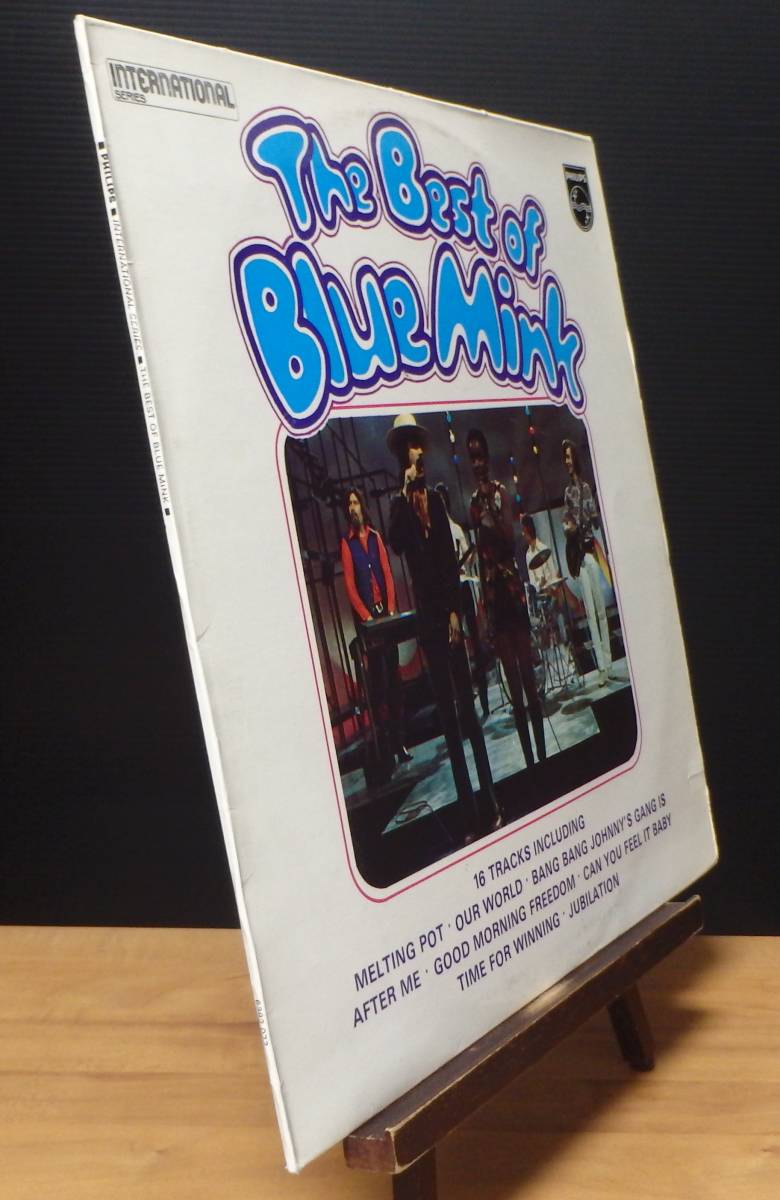 INTERNATIONAL
SERIES
PHILIPS
The Best of
Blue Mink
PHILIPS ■ INTERNATIONAL SERIES ■ THE BEST OF BLUE MINK ■
16 TRACKS INCLUDING
MELTING POT · OUR WORLD · BANG BANG JOHNNY'S GANG IS
AFTER ME · GOOD MORNING FREEDOM · CAN YOU FEEL IT BABY
TIME FOR WINNING · JUBILATION